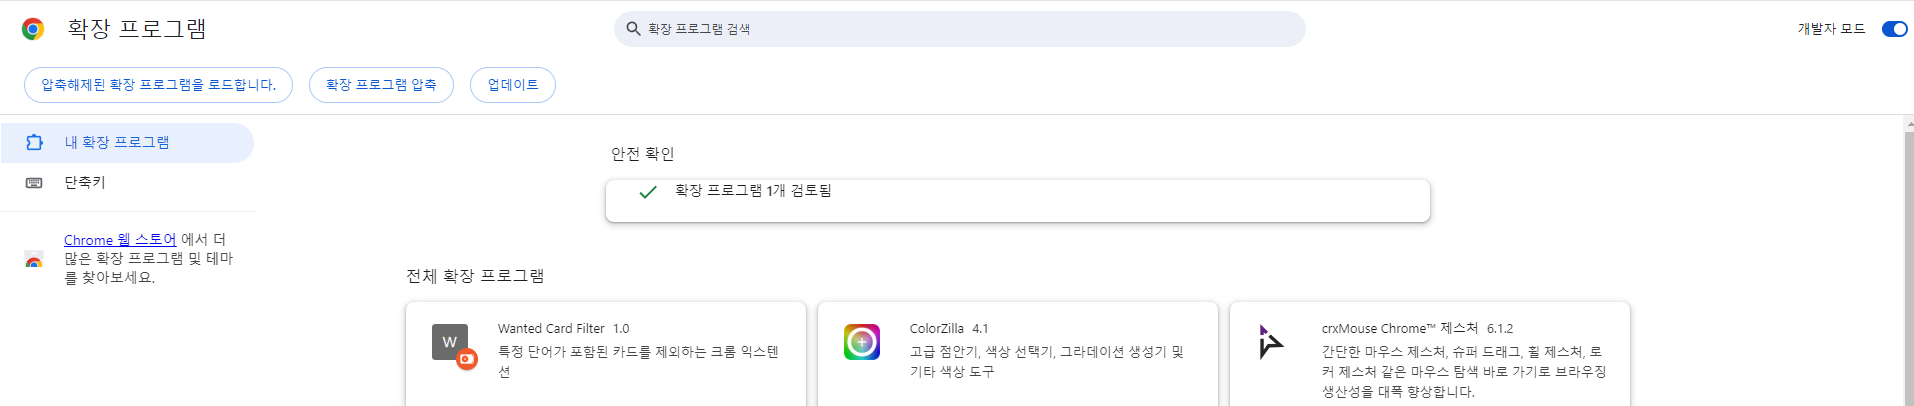 확장 프로그램
확장 프로그램 검색
개발자 모드
압축해제된 확장 프로그램을 로드합니다.
확장 프로그램 압축
업데이트
내 확장 프로그램
단축키
Chrome 웹 스토어 에서 더
많은 확장 프로그램 및 테마
를 찾아보세요.
안전 확인
확장 프로그램 1개 검토됨
전체 확장 프로그램
W
Wanted Card Filter 1.0
특정 단어가 포함된 카드를 제외하는 크롬 익스텐
션
ColorZilla 4.1
고급 점안기, 색상 선택기, 그라데이션 생성기 및
기타 색상 도구
crxMouse Chrome™ 제스처 6.1.2
간단한 마우스 제스처, 슈퍼 드래그, 휠 제스처, 로
커 제스처 같은 마우스 탐색 바로 가기로 브라우징
생산성을 대폭 향상합니다.